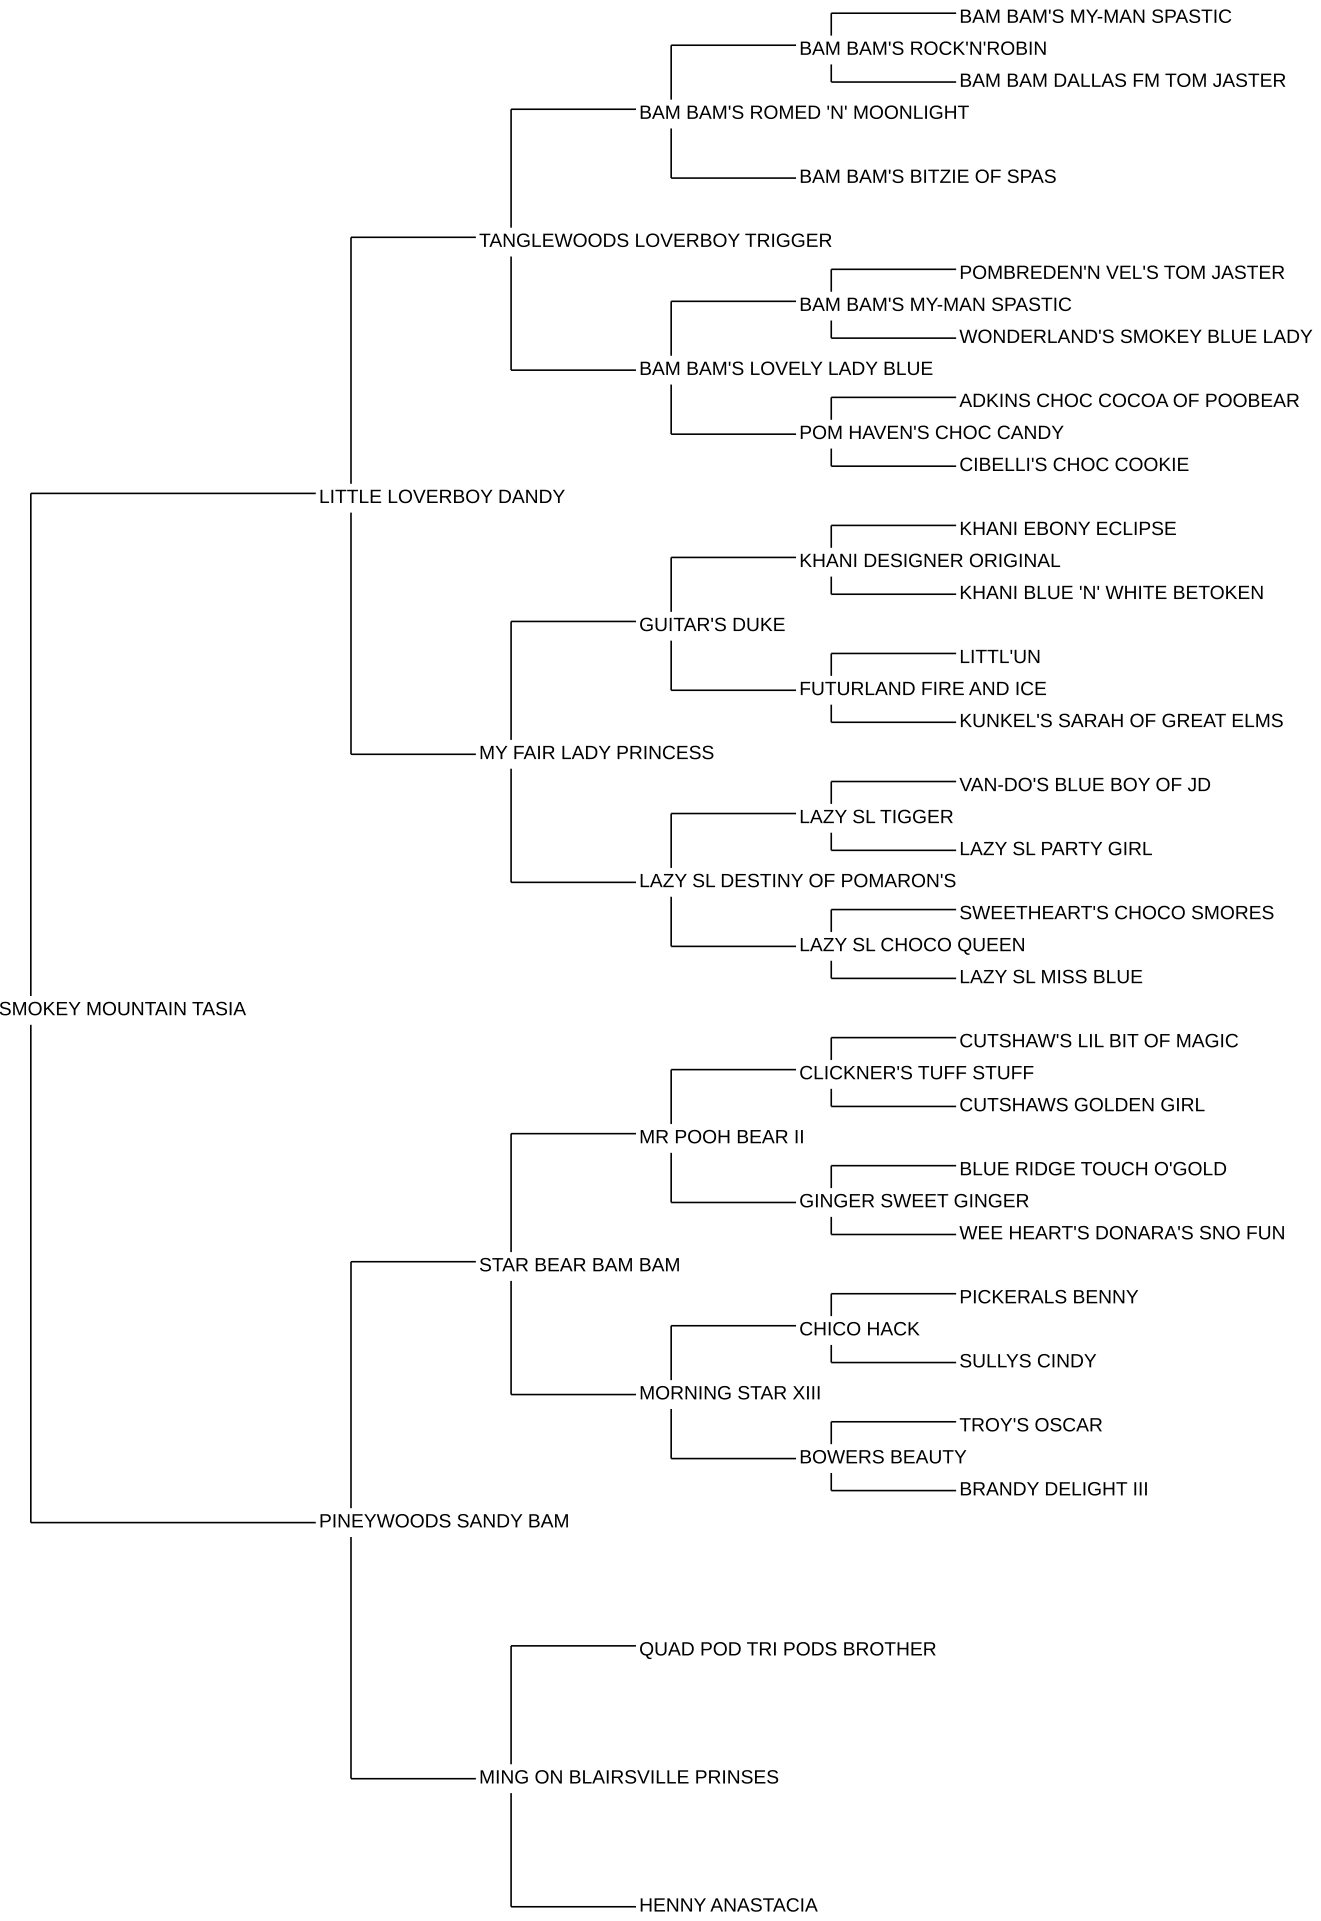 BAM BAM'S MY-MAN SPASTIC
BAM BAM'S ROCK'N'ROBIN
BAM BAM DALLAS FM TOM JASTER
BAM BAM'S ROMED 'N' MOONLIGHT
BAM BAM'S BITZIE OF SPAS
TANGLEWOODS LOVERBOY TRIGGER
POMBREDEN'N VEL'S TOM JASTER
BAM BAM'S MY-MAN SPASTIC
WONDERLAND'S SMOKEY BLUE LADY
BAM BAM'S LOVELY LADY BLUE
ADKINS CHOC COCOA OF POOBEAR
POM HAVEN'S CHOC CANDY
CIBELLI'S CHOC COOKIE
LITTLE LOVERBOY DANDY
KHANI EBONY ECLIPSE
KHANI DESIGNER ORIGINAL
KHANI BLUE 'N' WHITE BETOKEN
GUITAR'S DUKE
LITTL'UN
FUTURLAND FIRE AND ICE
KUNKEL'S SARAH OF GREAT ELMS
MY FAIR LADY PRINCESS
VAN-DO'S BLUE BOY OF JD
LAZY SL TIGGER
LAZY SL PARTY GIRL
LAZY SL DESTINY OF POMARON'S
SWEETHEART'S CHOCO SMORES
LAZY SL CHOCO QUEEN
LAZY SL MISS BLUE
SMOKEY MOUNTAIN TASIA
CUTSHAW'S LIL BIT OF MAGIC
CLICKNER'S TUFF STUFF
CUTSHAWS GOLDEN GIRL
MR POOH BEAR II
BLUE RIDGE TOUCH O'GOLD
GINGER SWEET GINGER
WEE HEART'S DONARA'S SNO FUN
STAR BEAR BAM BAM
PICKERALS BENNY
CHICO HACK
SULLYS CINDY
MORNING STAR XIII
TROY'S OSCAR
BOWERS BEAUTY
BRANDY DELIGHT III
PINEYWOODS SANDY BAM
QUAD POD TRI PODS BROTHER
MING ON BLAIRSVILLE PRINSES
HENNY ANASTACIA